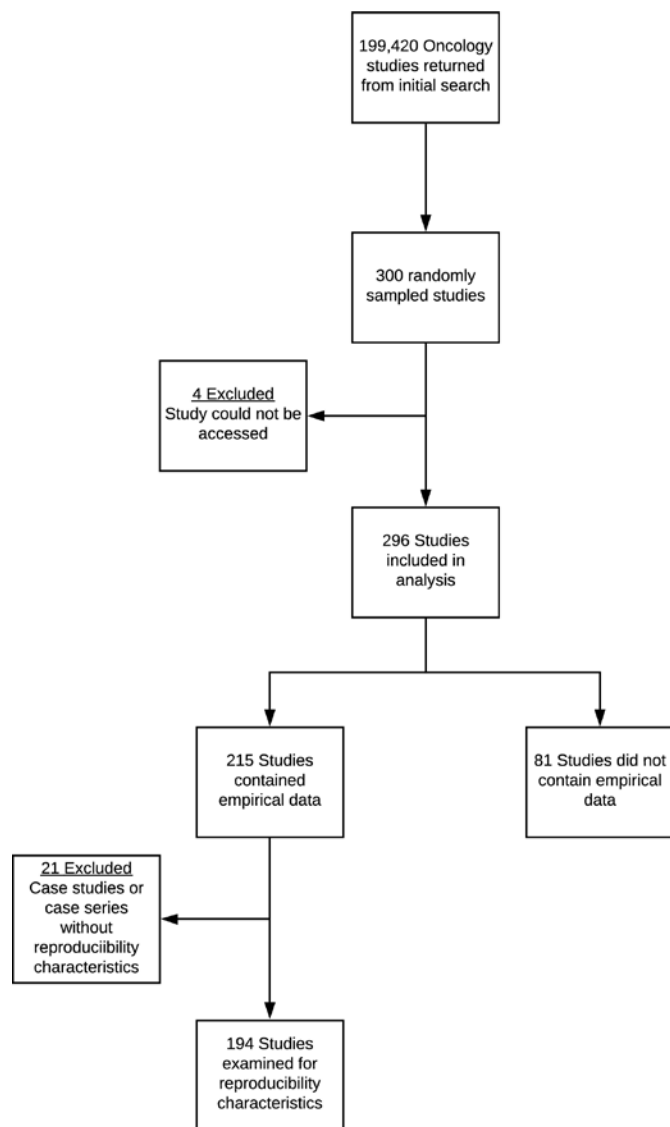 199,420 Oncology
studies returned
from initial search
300 randomly
sampled studies
4 Excluded
Study could not be
accessed
296 Studies
included in
analysis
215 Studies
contained
empirical data
81 Studies did not
contain empirical
data
21 Excluded
Case studies or
case series
without
reproduciibility
characteristics
194 Studies
examined for
reproducibility
characteristics